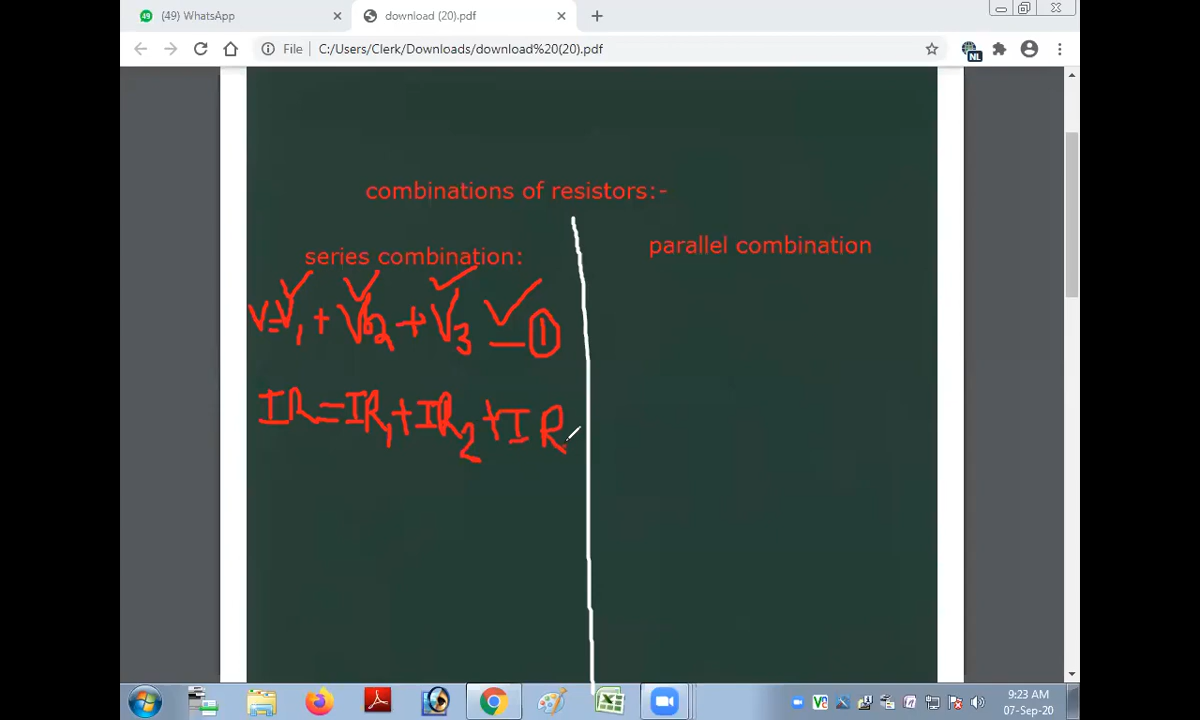 (49) WhatsApp
download (20).pdf
File C:/Users/Clerk/Downloads/download%20(20).pdf
NL
combinations of resistors:-
series combination:
parallel combination
V=V1 + V2 + V3 — 1
IR=IR1+IR2+IR
9:23 AM
07-Sep-20